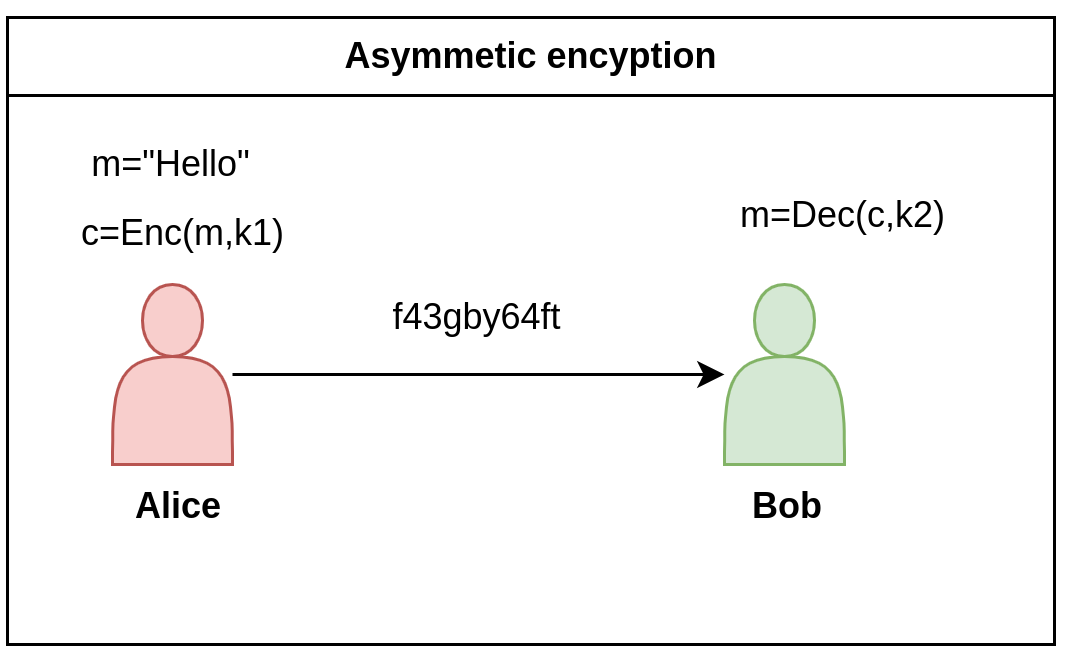 Asymmetic encyption
m="Hello"
c=Enc(m,k1)
m=Dec(c,k2)
f43gby64ft
Alice
Bob